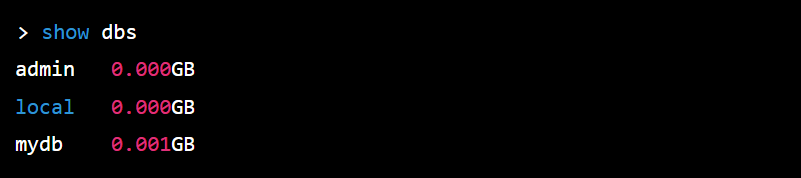 > show dbs
admin   0.000GB
local   0.000GB
mydb    0.001GB